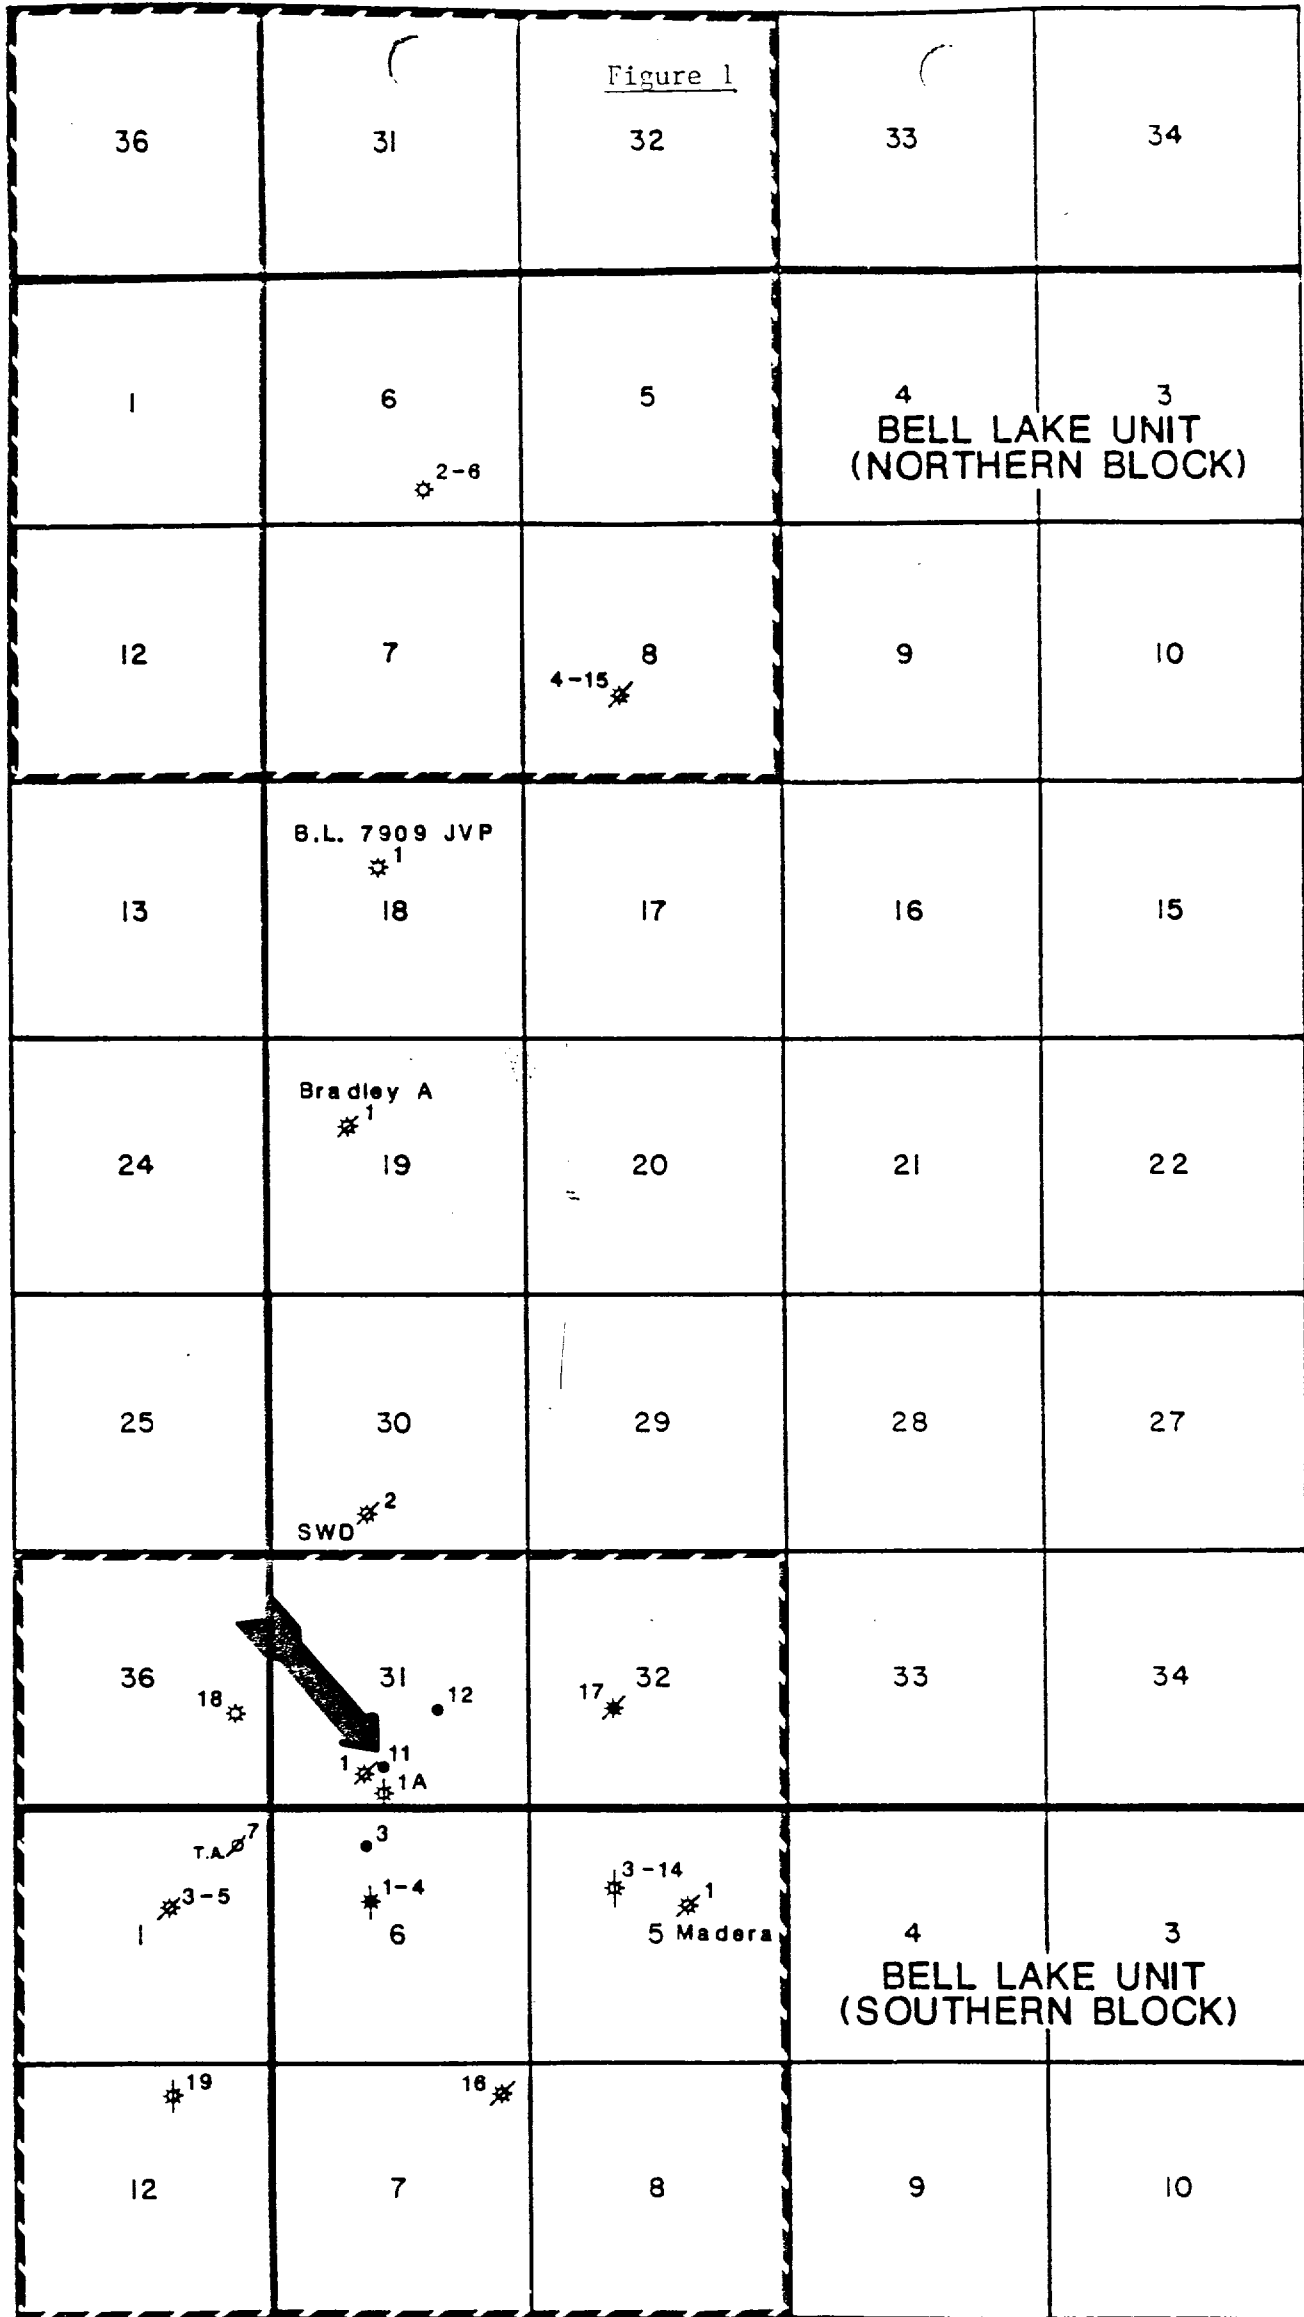 Figure 1
36 31 32 33 34
1 6 5 4 3
BELL LAKE UNIT
(NORTHERN BLOCK)
2-6
12 7 8 9 10
4-15
B.L. 7909 JVP
1
13 18 17 16 15
Bradley A
1
24 19 20 21 22
25 30 29 28 27
2
SWD
36 31 32 33 34
18 12 17
11
1
1A
7
T.A.
3
3-5 1-4 3-14 1
1 6 5 Madera 4 3
BELL LAKE UNIT
(SOUTHERN BLOCK)
19 16
12 7 8 9 10